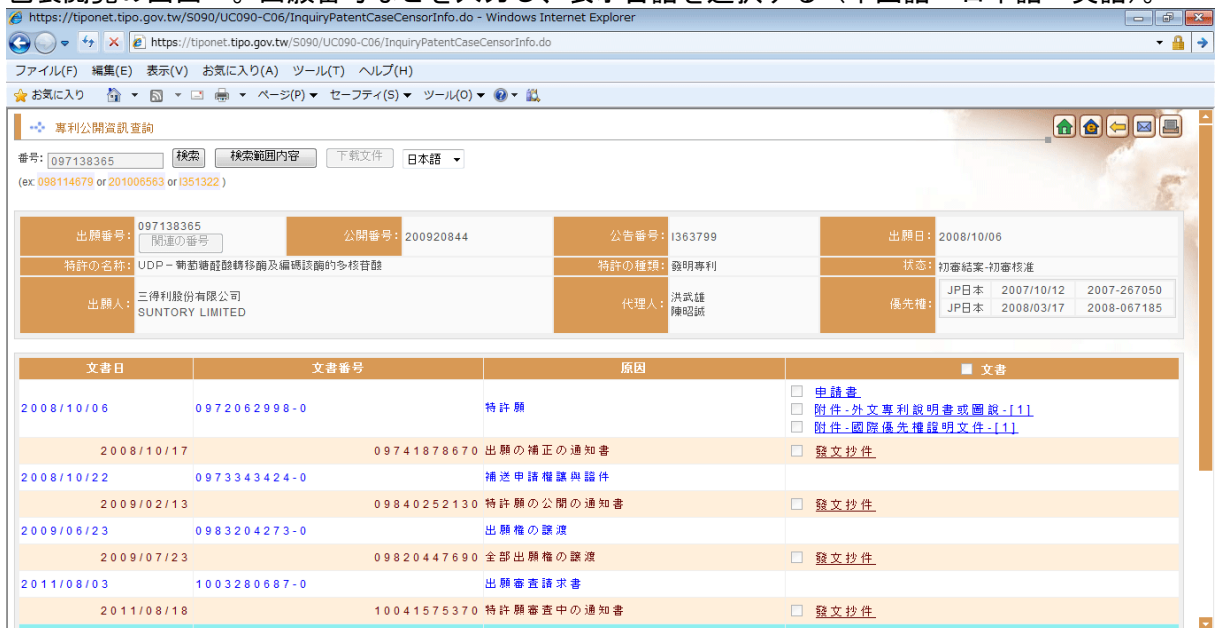 https://tiponet.tipo.gov.tw/S090/UC090-C06/InquiryPatentCaseCensorInfo.do - Windows Internet Explorer
https://tiponet.tipo.gov.tw/S090/UC090-C06/InquiryPatentCaseCensorInfo.do
ファイル(F) 編集(E) 表示(V) お気に入り(A) ツール(T) ヘルプ(H)
お気に入り ページ(P) セーフティ(S) ツール(O)
專利公開資訊查詢
番号: 097138365 検索 検索範囲内容 下載文件 日本語
(ex: 098114679 or 201006563 or I351322 )
出願番号: 097138365 関連の番号 公開番号: 200920844 公告番号: I363799 出願日: 2008/10/06
特許の名称: UDP－葡萄糖醛酸轉移酶及編碼該酶的多核苷酸 特許の種類: 發明專利 状态: 初審結案-初審核准
出願人: 三得利股份有限公司 SUNTORY LIMITED 代理人: 洪武雄 陳昭誠 優先権: JP日本 2007/10/12 2007-267050
JP日本 2008/03/17 2008-067185
文書日 文書番号 原因 文書
2008/10/06 0972062998-0 特許願 申請書
附件-外文專利說明書或圖說-[1]
附件-國際優先權證明文件-[1]
2008/10/17 09741878670 出願の補正の通知書 發文抄件
2008/10/22 0973343424-0 補送申請權讓與證件
2009/02/13 09840252130 特許願の公開の通知書 發文抄件
2009/06/23 0983204273-0 出願権の譲渡
2009/07/23 09820447690 全部出願権の譲渡 發文抄件
2011/08/03 1003280687-0 出願審査請求書
2011/08/18 10041575370 特許願審査中の通知書 發文抄件